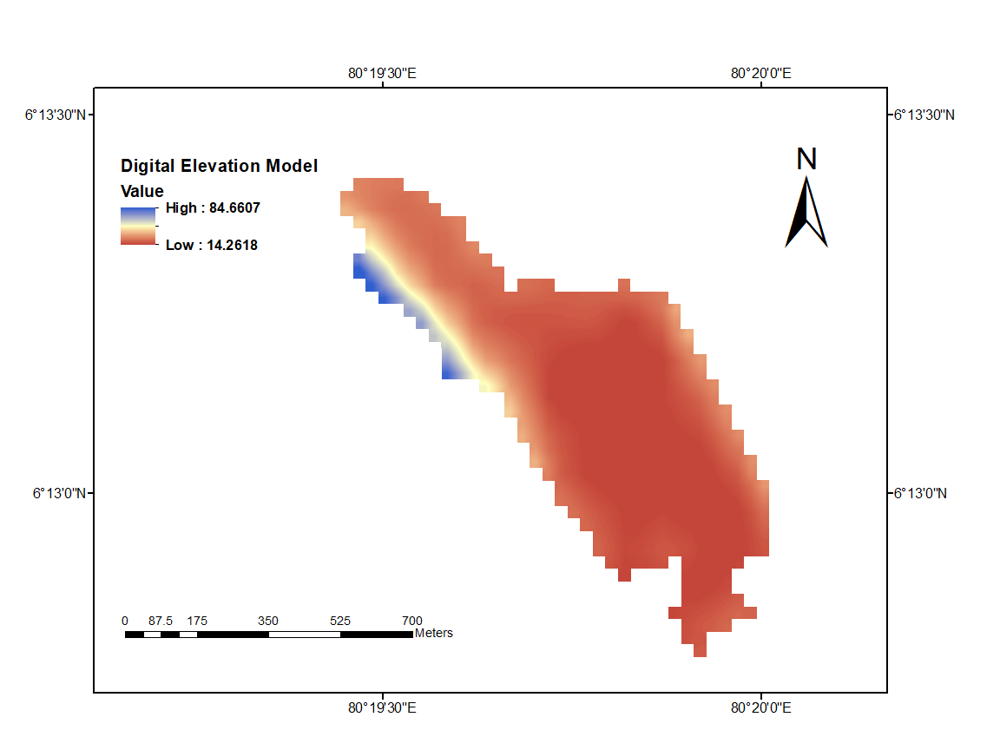 80°19'30"E 80°20'0"E
6°13'30"N 6°13'30"N
N
Digital Elevation Model
Value
High : 84.6607
Low : 14.2618
6°13'0"N 6°13'0"N
0 87.5 175 350 525 700
Meters
80°19'30"E 80°20'0"E